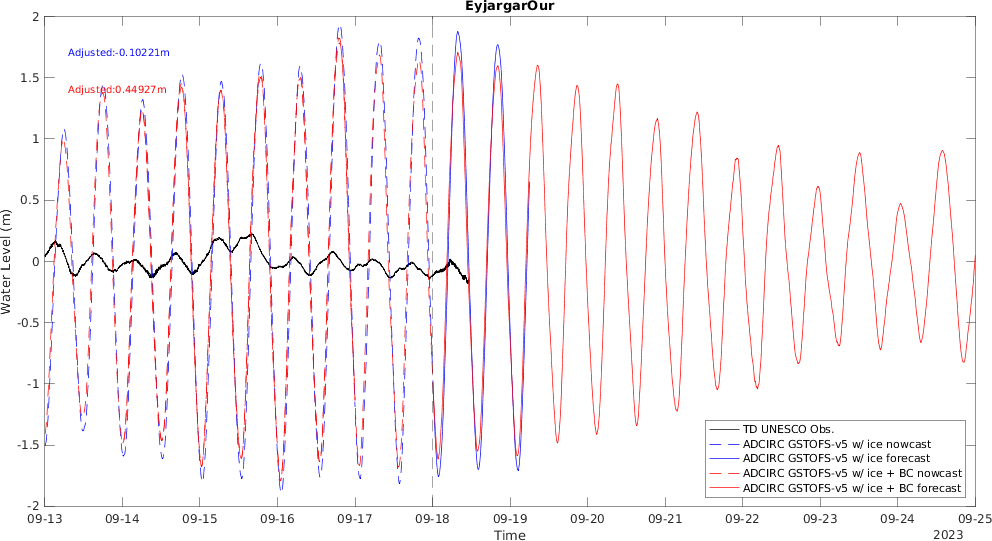 EyjargarOur
Adjusted:-0.10221m
Adjusted:0.44927m
Water Level (m)
2
1.5
1
0.5
0
-0.5
-1
-1.5
-2
TD UNESCO Obs.
ADCIRC GSTOFS-v5 w/ ice nowcast
ADCIRC GSTOFS-v5 w/ ice forecast
ADCIRC GSTOFS-v5 w/ ice + BC nowcast
ADCIRC GSTOFS-v5 w/ ice + BC forecast
09-13 09-14 09-15 09-16 09-17 09-18 09-19 09-20 09-21 09-22 09-23 09-24 09-25
Time
2023